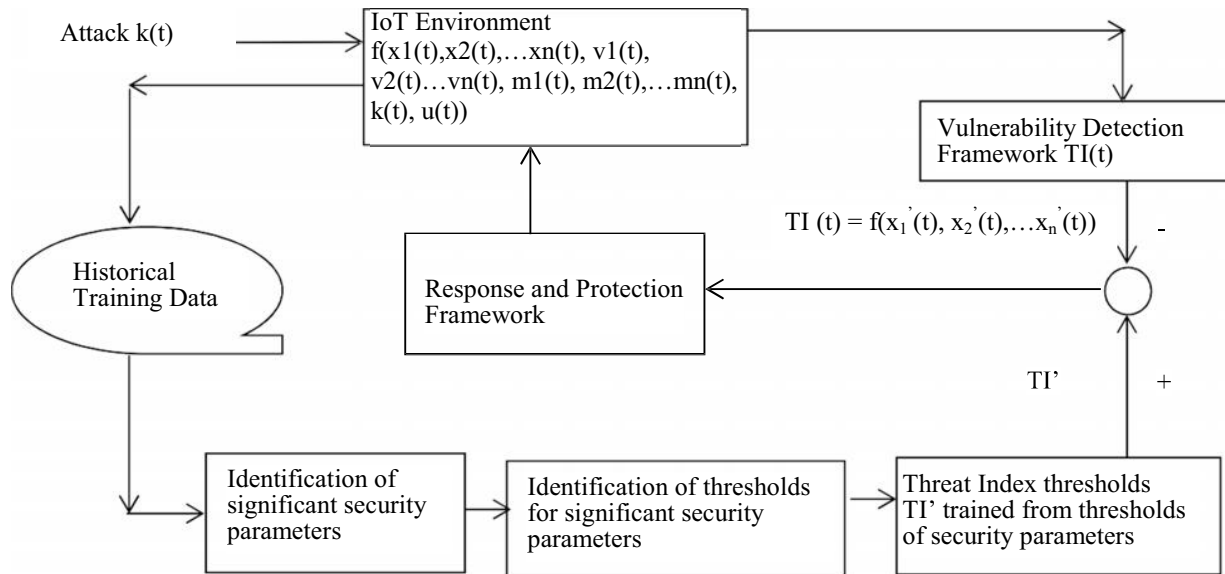 Attack k(t)
IoT Environment
f(x1(t),x2(t),…xn(t), v1(t),
v2(t)…vn(t), m1(t), m2(t),…mn(t),
k(t), u(t))
Vulnerability Detection
Framework TI(t)
TI (t) = f(x₁’(t), x₂’(t),…xₙ’(t))
-
Historical
Training Data
Response and Protection
Framework
TI’
+
Identification of
significant security
parameters
Identification of thresholds
for significant security
parameters
Threat Index thresholds
TI’ trained from thresholds
of security parameters